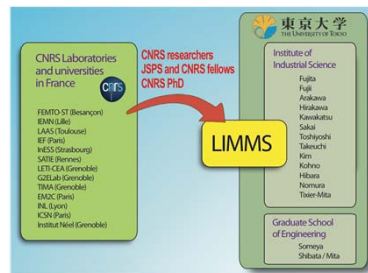 CNRS Laboratories
and universities
in France
cnrs
FEMTO-ST (Besançon)
IEMN (Lille)
LAAS (Toulouse)
IEF (Paris)
InESS (Strasbourg)
SATIE (Rennes)
LETI-CEA (Grenoble)
G2ELab (Grenoble)
TIMA (Grenoble)
EM2C (Paris)
INL (Lyon)
ICSN (Paris)
Institut Néel (Grenoble)
CNRS researchers
JSPS and CNRS fellows
CNRS PhD
LIMMS
東京大学
THE UNIVERSITY OF TOKYO
Institute of
Industrial Science
Fujita
Fujii
Arakawa
Hirakawa
Kawakatsu
Sakai
Toshiyoshi
Takeuchi
Kim
Kohno
Hibara
Nomura
Tixier-Mita
Graduate School
of Engineering
Someya
Shibata / Mita